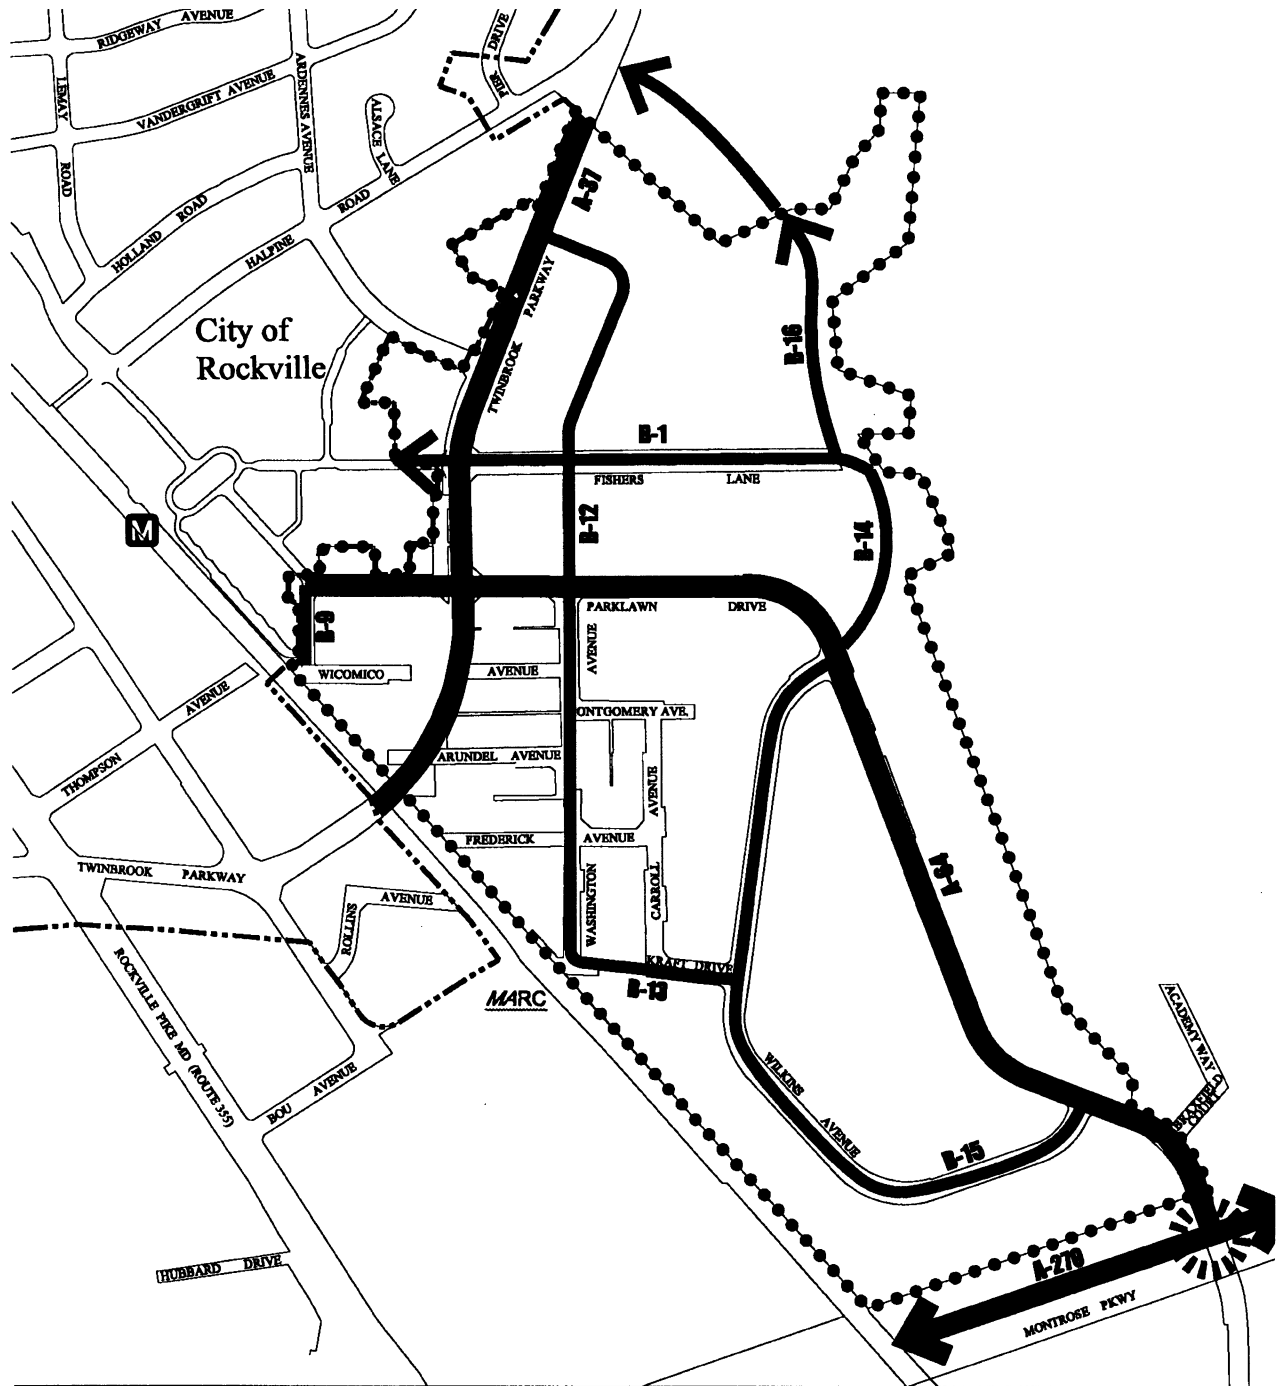 RIDGEWAY AVENUE
DRIVE
PIER
LEMAY
ROAD
VANDERGRIFT AVENUE
ARDENNES AVENUE
ALSACE LANE
A-37
ROAD
HOLLAND ROAD
HALPINE
PARKWAY
TWINBROOK
City of
Rockville
B-16
B-1
FISHERS LANE
M
B-12
B-14
PARKLAWN DRIVE
AVENUE
WICOMICO
AVENUE
AVENUE
ONTGOMERY AVE.
THOMPSON
ARUNDEL AVENUE
AVENUE
FREDERICK
AVENUE
TWINBROOK PARKWAY
AVENUE
ROLLINS
WASHINGTON
CARROLL
KRAFT DRIVE
B-13
MARC
ROCKVILLE PIKE MD (ROUTE 355)
ACADEMY WAY
BRAXFIELD
COURT
WILKINS
AVENUE
BOU AVENUE
B-15
HUBBARD DRIVE
A-270
MONTROSE PKWY